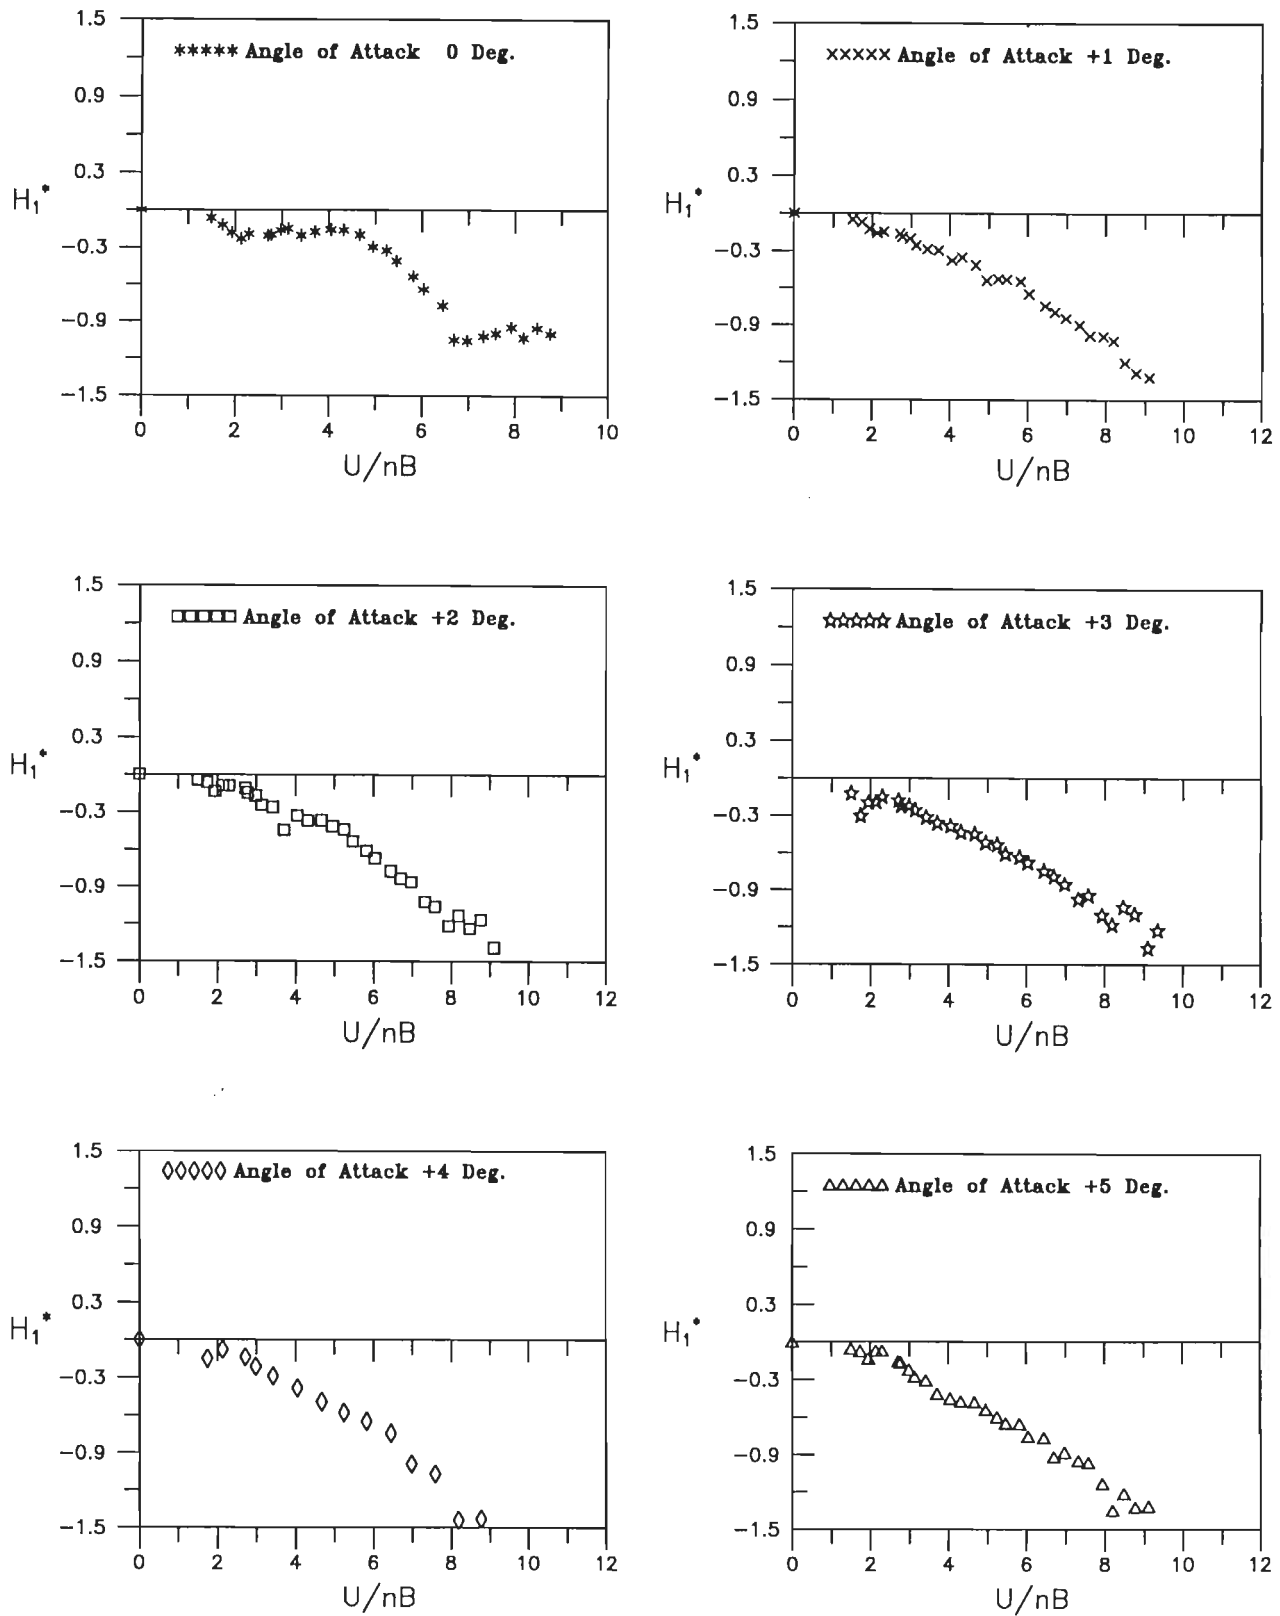 1.5
***** Angle of Attack 0 Deg.
0.9
0.3
H₁*
−0.3
−0.9
−1.5
0 2 4 6 8 10
U/nB
1.5
××××× Angle of Attack +1 Deg.
0.9
0.3
H₁*
−0.3
−0.9
−1.5
0 2 4 6 8 10 12
U/nB
1.5
□□□□□ Angle of Attack +2 Deg.
0.9
0.3
H₁*
−0.3
−0.9
−1.5
0 2 4 6 8 10 12
U/nB
1.5
☆☆☆☆☆ Angle of Attack +3 Deg.
0.9
0.3
H₁*
−0.3
−0.9
−1.5
0 2 4 6 8 10 12
U/nB
1.5
◊◊◊◊◊ Angle of Attack +4 Deg.
0.9
0.3
H₁*
−0.3
−0.9
−1.5
0 2 4 6 8 10 12
U/nB
1.5
△△△△△ Angle of Attack +5 Deg.
0.9
0.3
H₁*
−0.3
−0.9
−1.5
0 2 4 6 8 10 12
U/nB